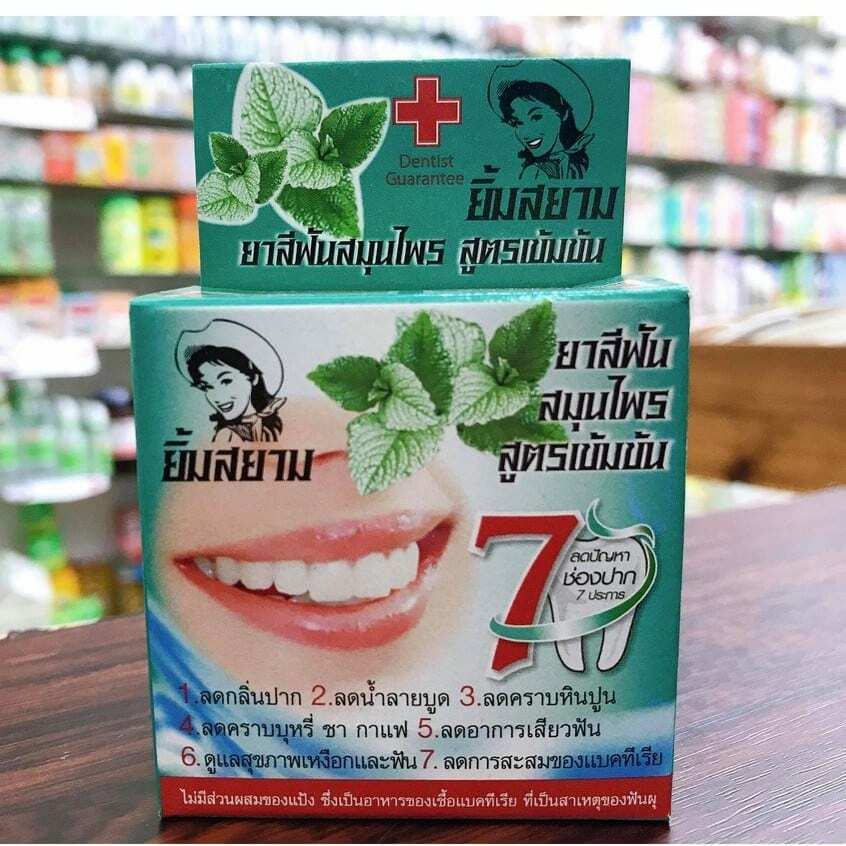 Dentist
Guarantee
ยิ้มสยาม
ยาสีฟันสมุนไพร สูตรเข้มข้น
ยาสีฟัน
สมุนไพร
สูตรเข้มข้น
ยิ้มสยาม
7
ลดปัญหา
ช่องปาก
7 ประการ
1.ลดกลิ่นปาก 2.ลดน้ำลายบูด 3.ลดคราบหินปูน
4.ลดคราบบุหรี่ ชา กาแฟ 5.ลดอาการเสียวฟัน
6.ดูแลสุขภาพเหงือกและฟัน 7.ลดการสะสมของแบคทีเรีย
ไม่มีส่วนผสมของแป้ง ซึ่งเป็นอาหารของเชื้อแบคทีเรีย ที่เป็นสาเหตุของฟันผุ